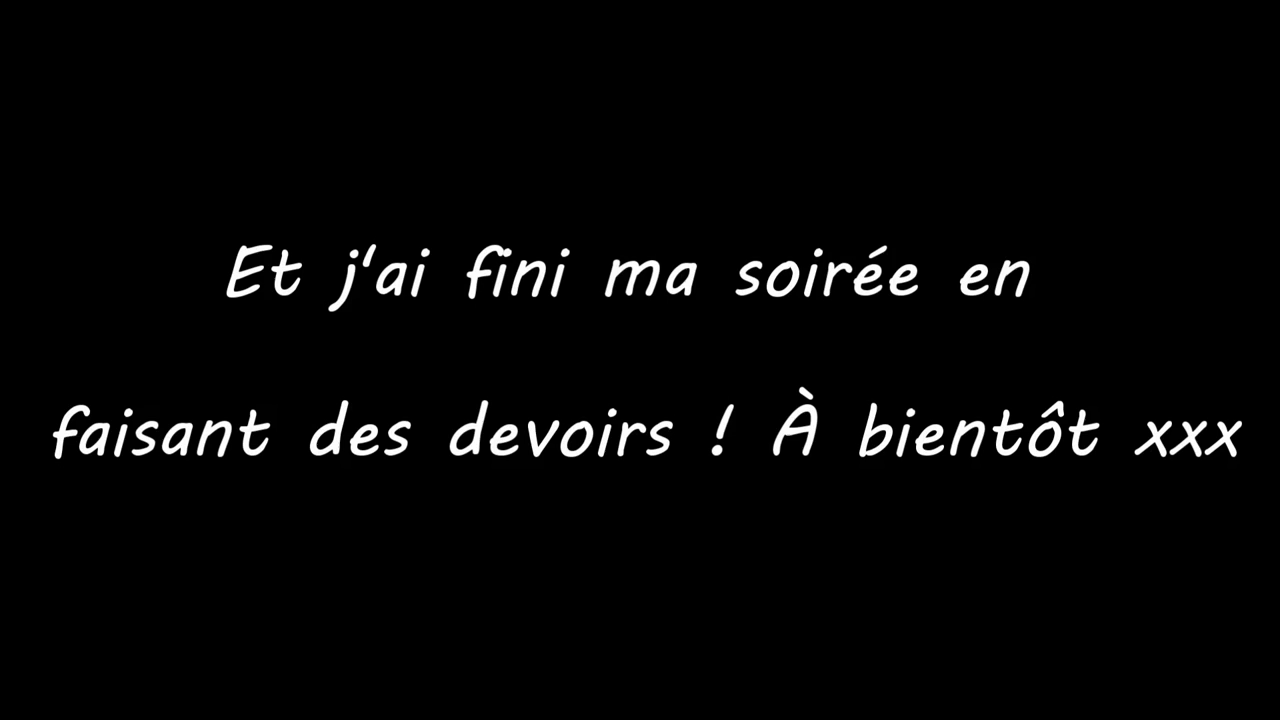 Et j'ai fini ma soirée en
faisant des devoirs ! À bientôt xxx